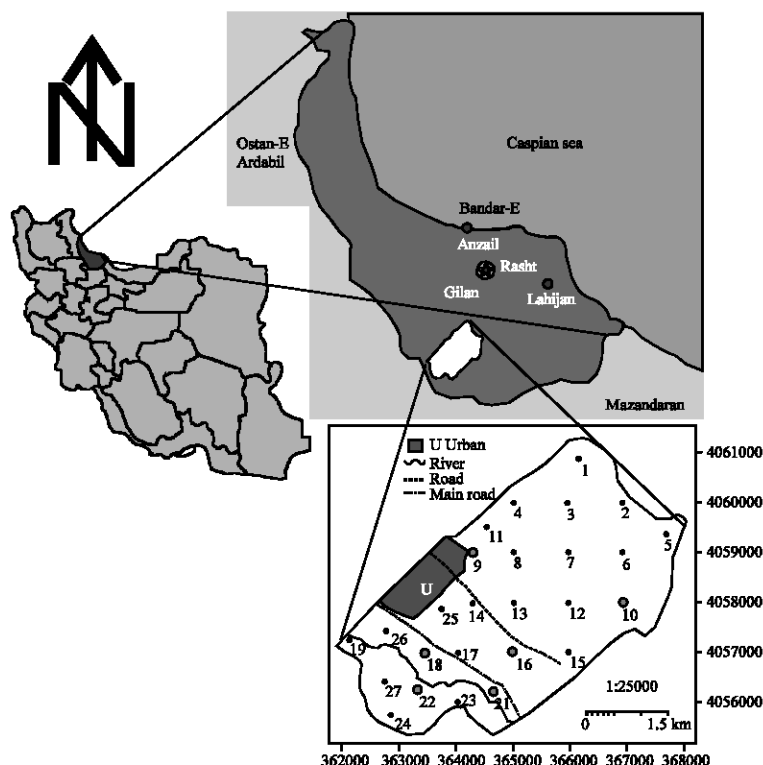 N
Ostan-E
Ardabil
Caspian sea
Bandar-E
Anzail
Rasht
Gilan
Lahijan
Mazandaran
U Urban
River
Road
Main road
U
1
2
3
4
5
6
7
8
9
10
11
12
13
14
15
16
17
18
19
21
22
23
24
25
26
27
4061000
4060000
4059000
4058000
4057000
4056000
1:25000
0 1,5 km
362000 363000 364000 365000 366000 367000 368000